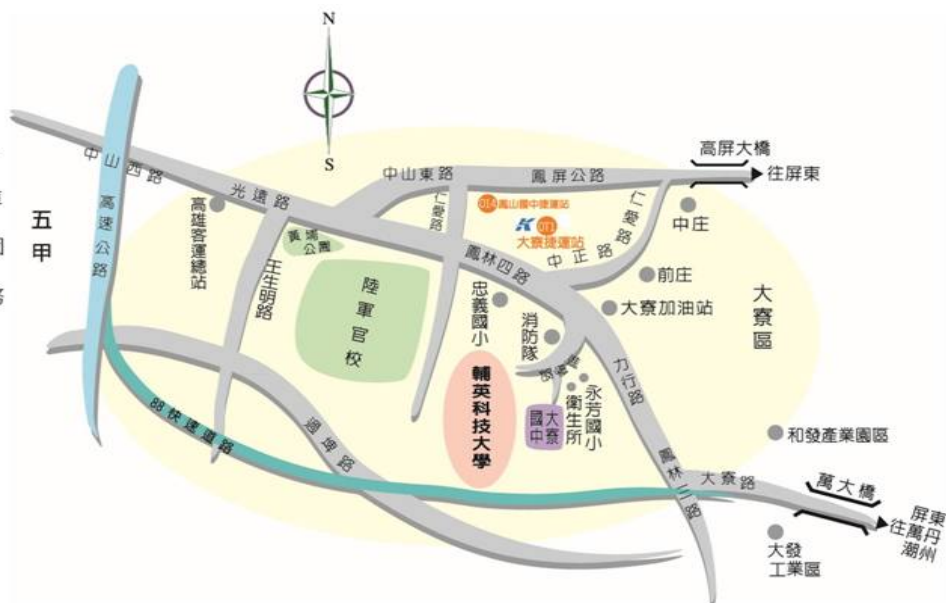 N
S
高屏大橋
往屏東
中山西路
中山東路
鳳屏公路
光遠路
高速公路
五甲
高雄客運總站
黃埔公園
仁愛路
仁愛路
014 鳳山國中捷運站
K 013
大寮捷運站
中庄
中正路
鳳林四路
前庄
大寮加油站
大寮區
王生明路
陸軍官校
忠義國小
消防隊
力行路
輔英科技大學
大寮
國中
衛生所
永芳國小
88快速道路
過埤路
鳳林三路
和發產業園區
大寮路
萬大橋
屏東
往萬丹
潮州
大發
工業區